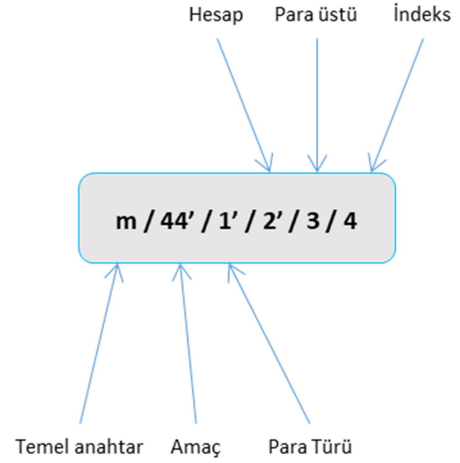 Hesap Para üstü İndeks
m / 44’ / 1’ / 2’ / 3 / 4
Temel anahtar Amaç Para Türü